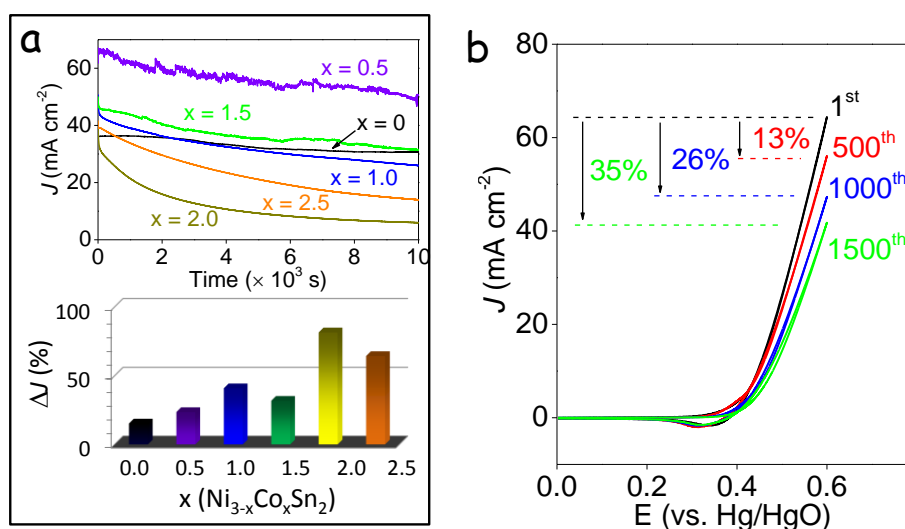 a
J (mA cm⁻²)
60
40
20
0
x = 0.5
x = 1.5
x = 0
x = 1.0
x = 2.5
x = 2.0
0 2 4 6 8 10
Time (× 10³ s)
ΔJ (%)
100
50
0
0.0 0.5 1.0 1.5 2.0 2.5
x (Ni₃₋ₓCoₓSn₂)
b
J (mA cm⁻²)
80
60
40
20
0
1ˢᵗ
13%
500ᵗʰ
35%
26%
1000ᵗʰ
1500ᵗʰ
0.0 0.2 0.4 0.6
E (vs. Hg/HgO)